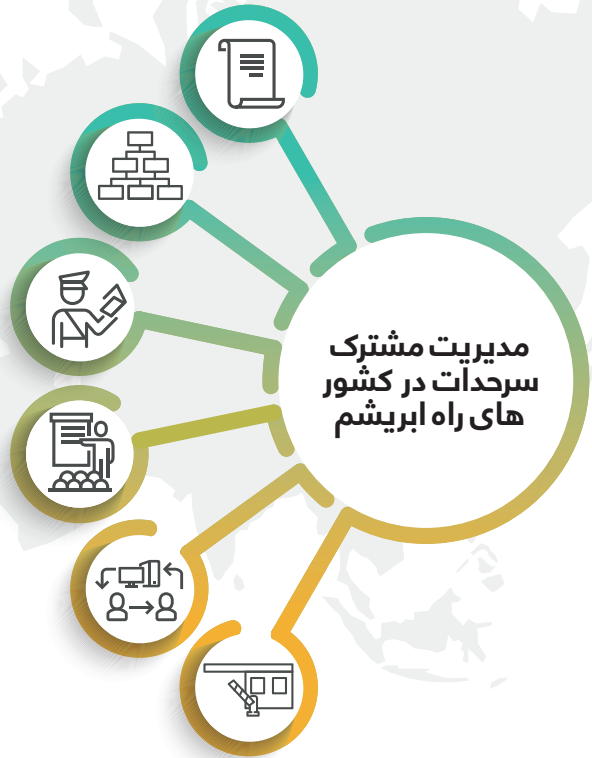 مدیریت مشترک
سرحدات در کشور
های راه ابریشم